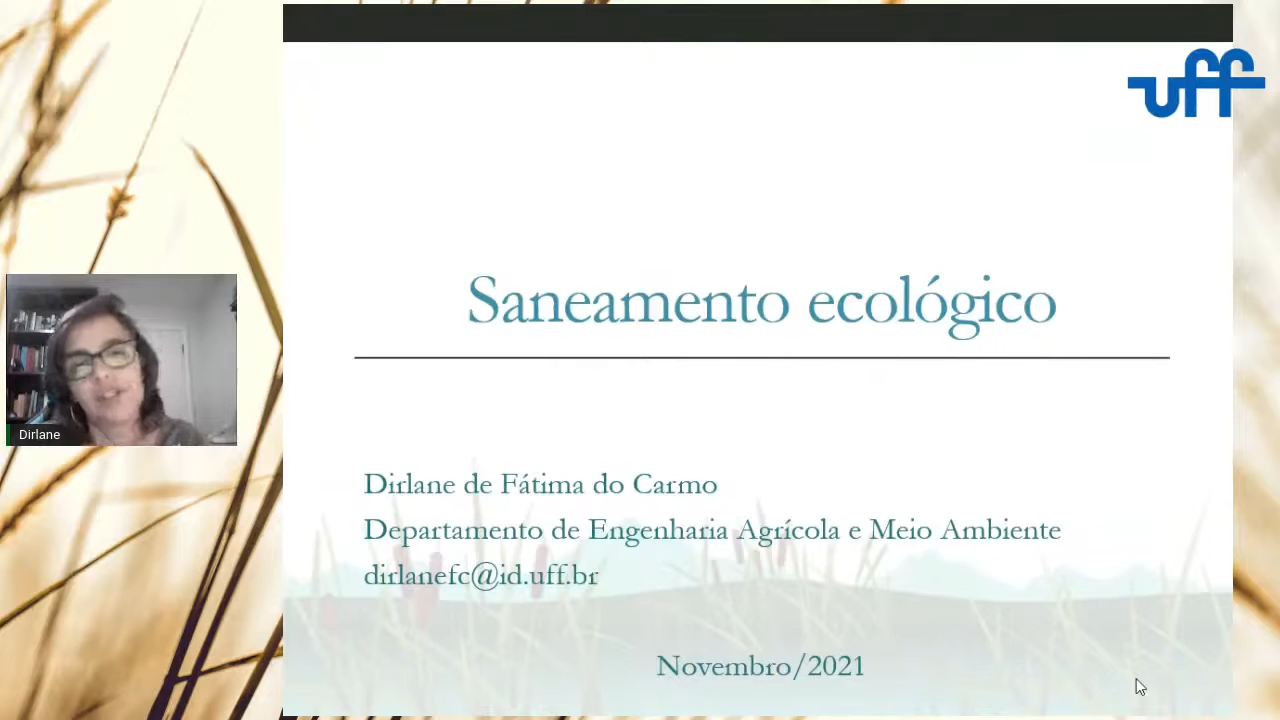 uff
Saneamento ecológico
Dirlane
Dirlane de Fátima do Carmo
Departamento de Engenharia Agrícola e Meio Ambiente
dirlanefc@id.uff.br
Novembro/2021